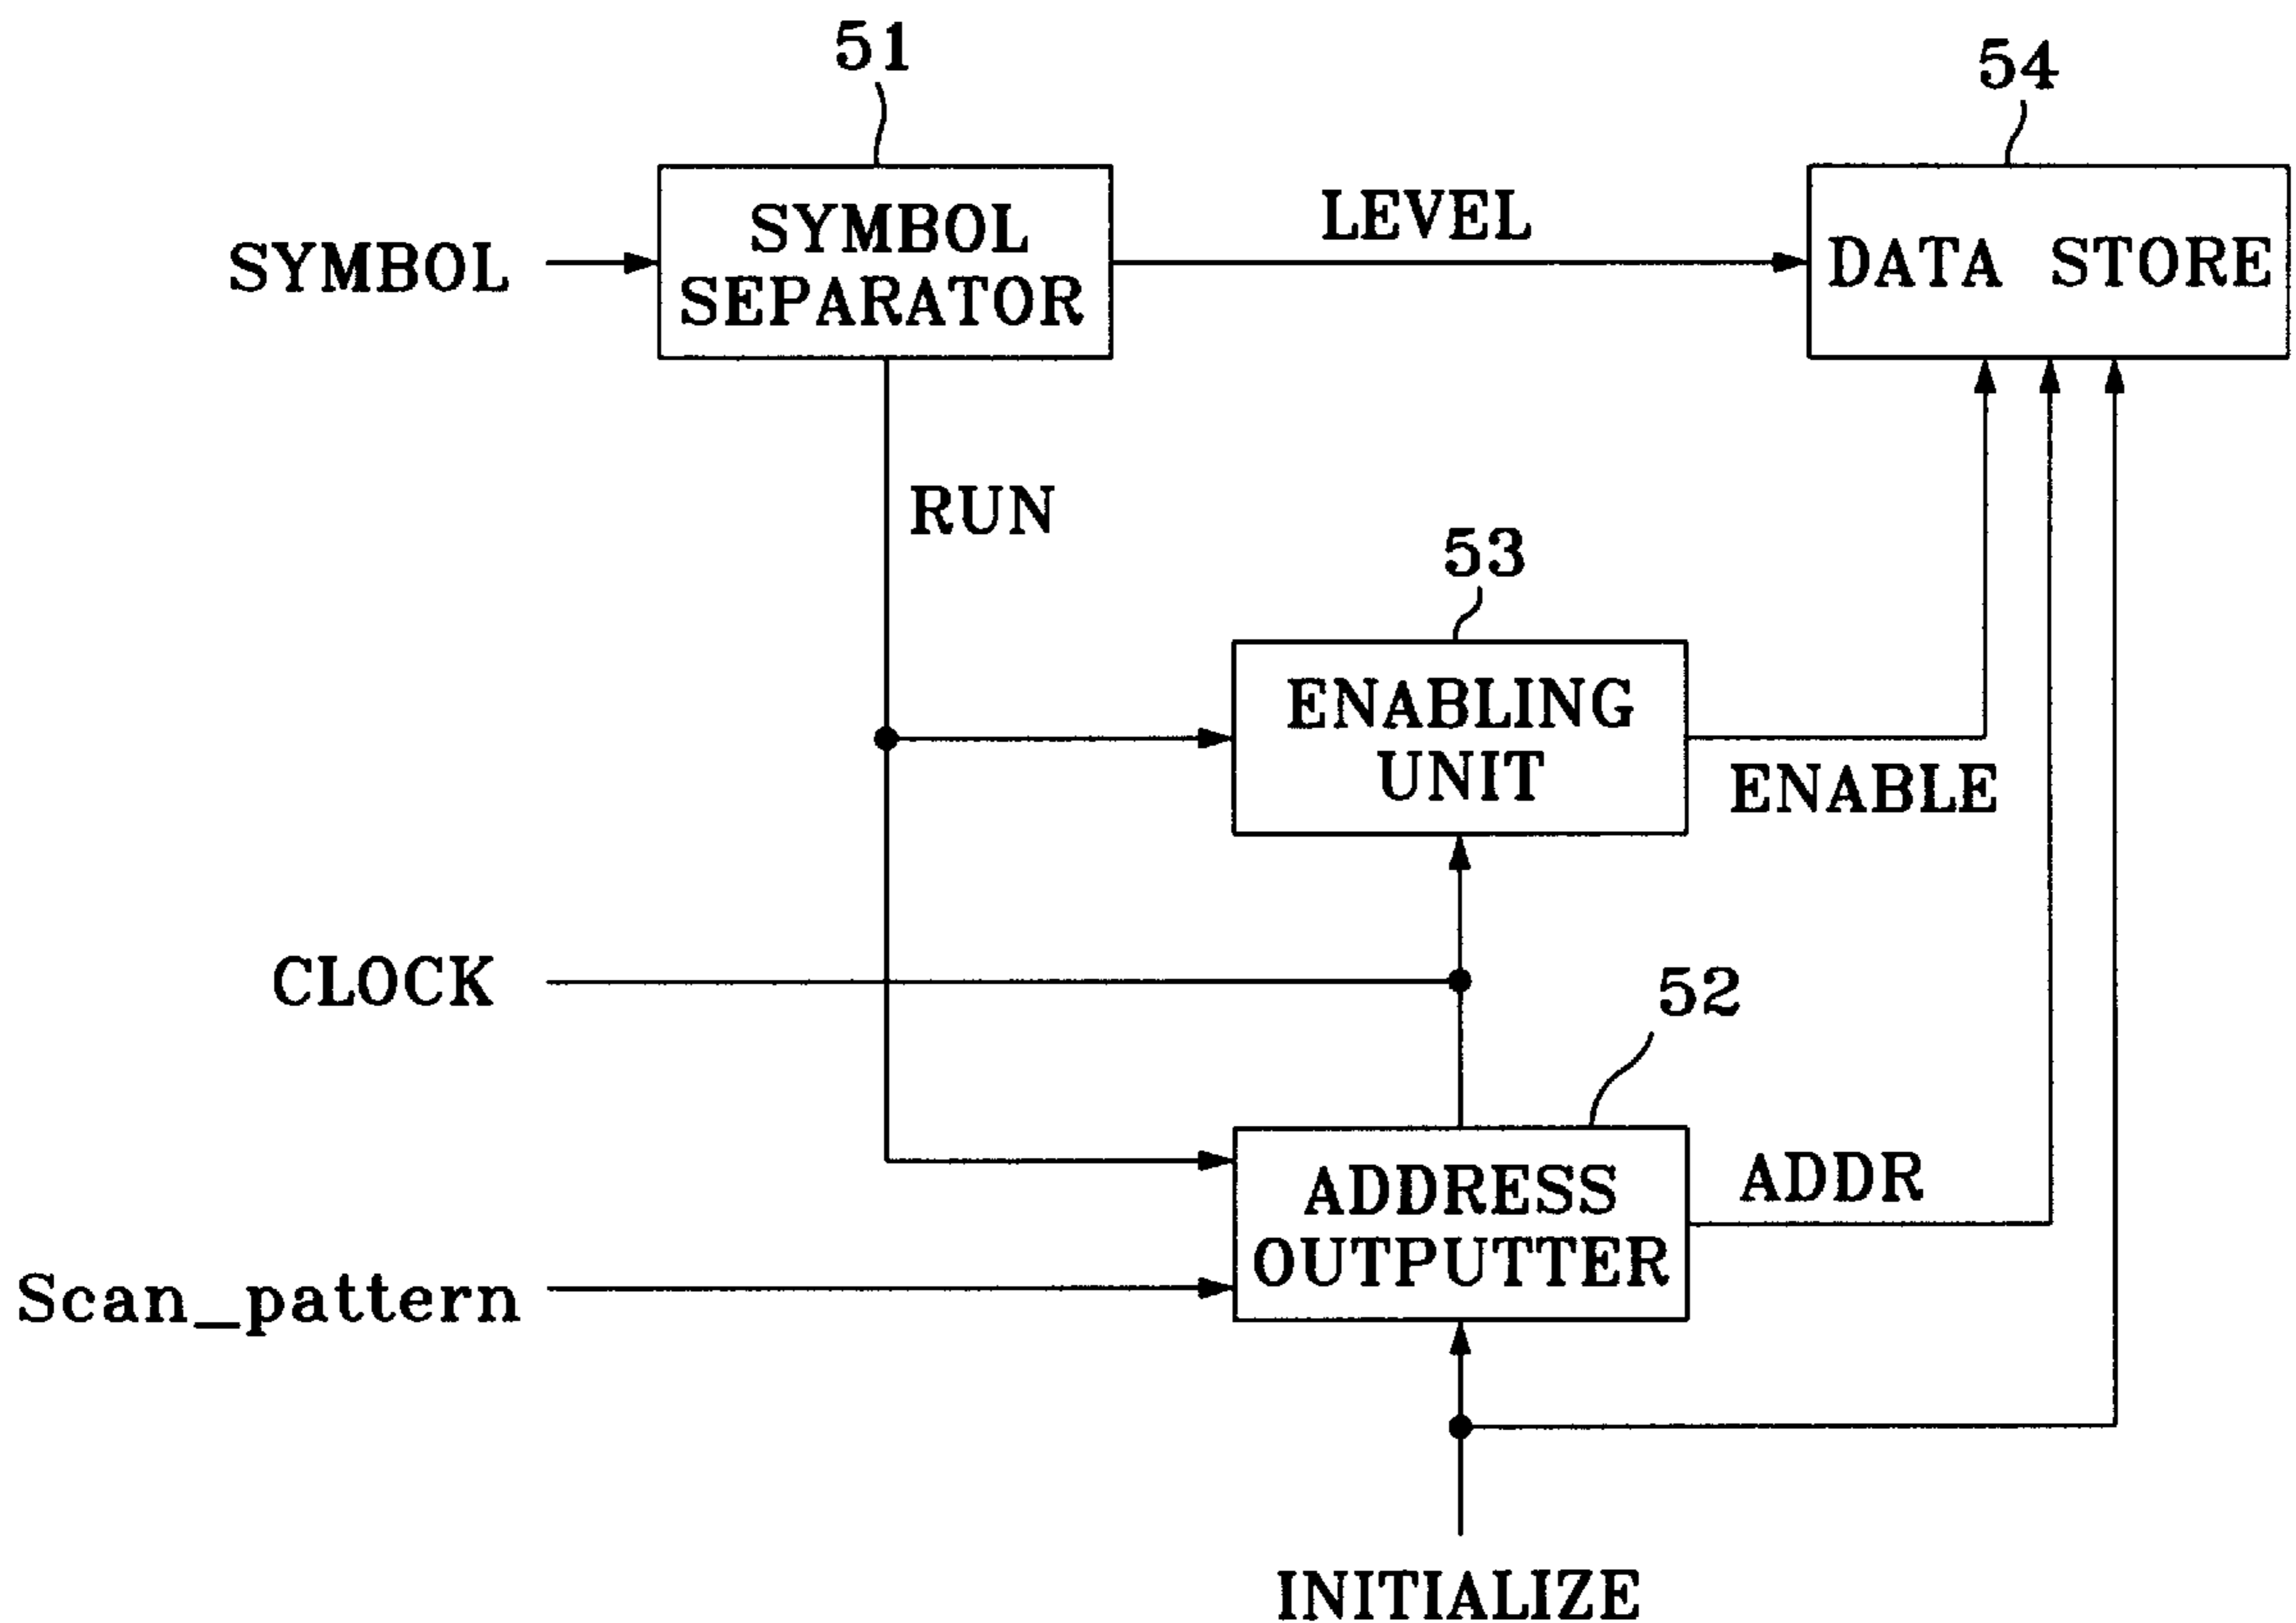 51
54
SYMBOL
SYMBOL
SEPARATOR
LEVEL
DATA STORE
RUN
53
ENABLING
UNIT
ENABLE
CLOCK
52
ADDRESS
OUTPUTTER
ADDR
Scan_pattern
INITIALIZE